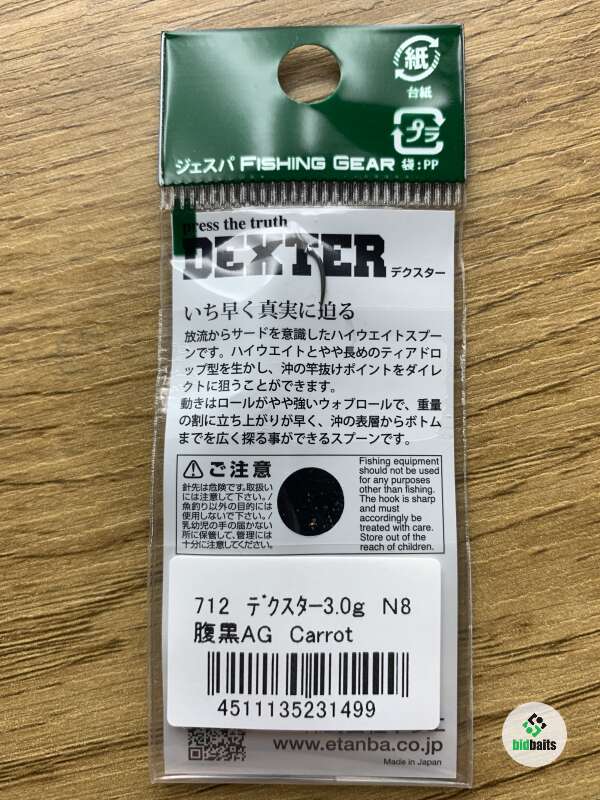 紙
台紙
プラ
ジェスパ FISHING GEAR 袋:PP
press the truth
DEXTER デクスター
いち早く真実に迫る
放流からサードを意識したハイウエイトスプー
ンです。ハイウエイトとやや長めのティアドロ
ップ型を生かし、沖の竿抜けポイントをダイレ
クトに狙うことができます。
動きはロールがやや強いウォブロールで、重量
の割に立ち上がりが早く、沖の表層からボトム
までを広く探る事ができるスプーンです。
ご注意
針先は危険です。取扱い
には注意して下さい。/
魚釣り以外の目的には
使用しないで下さい。/
乳幼児の手の届かない
所に保管して、管理には
十分に注意してください。
Fishing equipment
should not be used
for any purposes
other than fishing.
The hook is sharp
and must
accordingly be
treated with care.
Store out of the
reach of children.
712 デクスター3.0g N8
腹黒AG Carrot
4511135231499
www.etanba.co.jp
Made in Japan
bidbaits